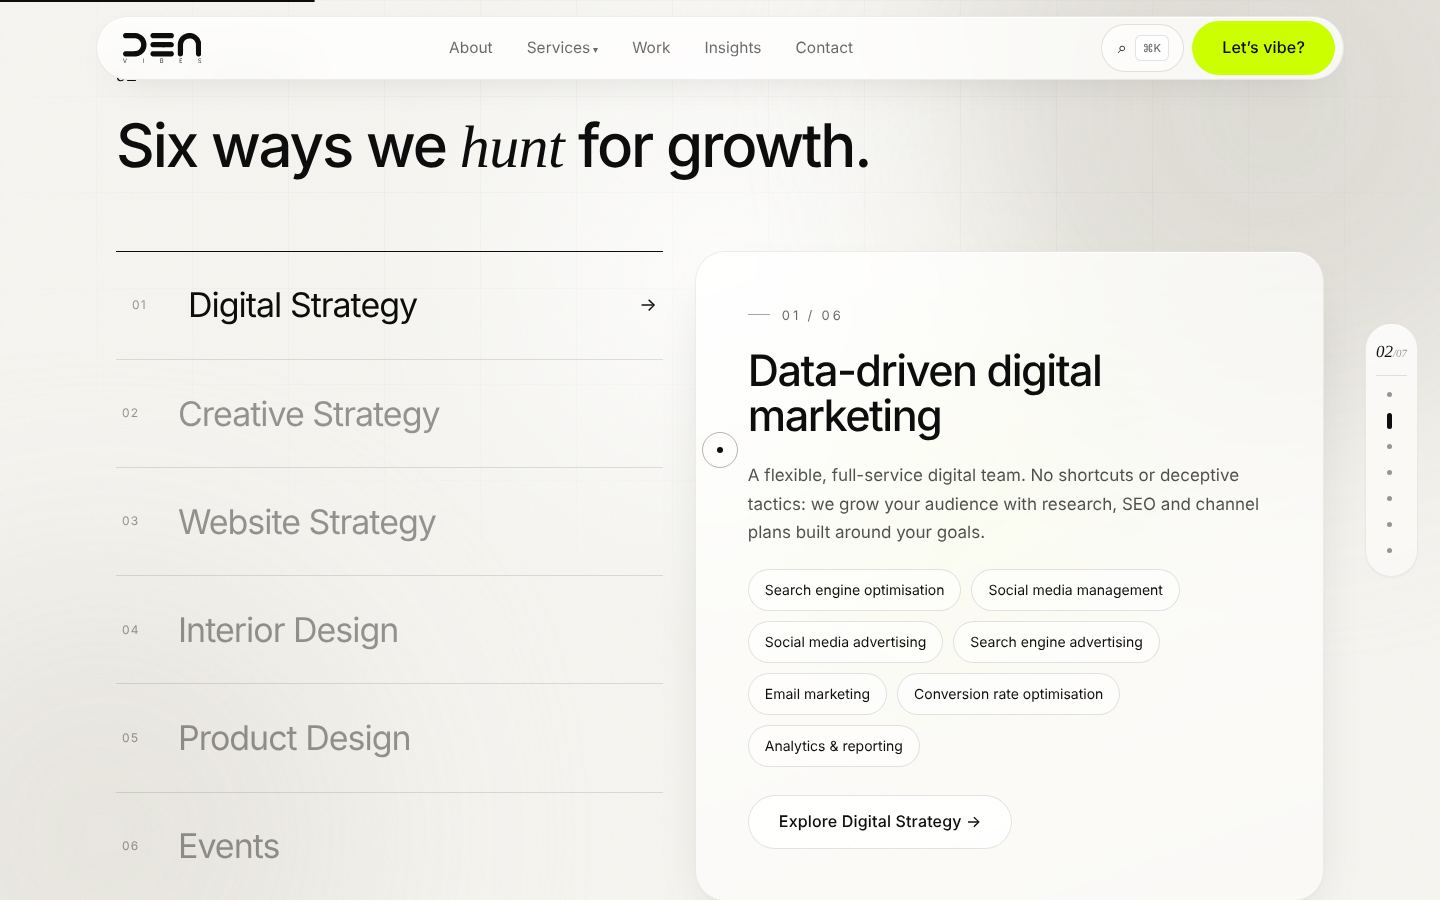 DEN
VIBES
About
Services ▾
Work
Insights
Contact
⌘K
Let's vibe?
Six ways we hunt for growth.
01
Digital Strategy →
02
Creative Strategy
03
Website Strategy
04
Interior Design
05
Product Design
06
Events
01 / 06
Data-driven digital
marketing
A flexible, full-service digital team. No shortcuts or deceptive
tactics: we grow your audience with research, SEO and channel
plans built around your goals.
Search engine optimisation
Social media management
Social media advertising
Search engine advertising
Email marketing
Conversion rate optimisation
Analytics & reporting
Explore Digital Strategy →
02/07